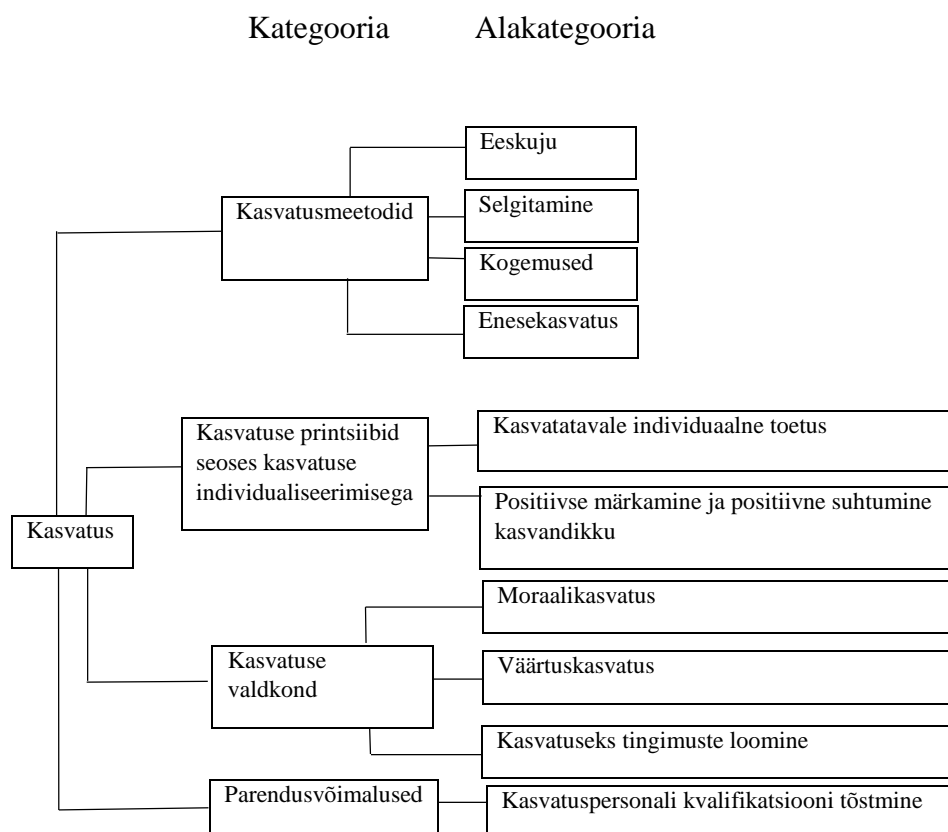 Kategooria Alakategooria
Eeskuju
Kasvatusmeetodid
Selgitamine
Kogemused
Enesekasvatus
Kasvatuse printsiibid
seoses kasvatuse
individualiseerimisega
Kasvatatavale individuaalne toetus
Positiivse märkamine ja positiivne suhtumine
kasvandikku
Kasvatus
Moraalikasvatus
Kasvatuse
valdkond
Väärtuskasvatus
Kasvatuseks tingimuste loomine
Parendusvõimalused
Kasvatuspersonali kvalifikatsiooni tõstmine